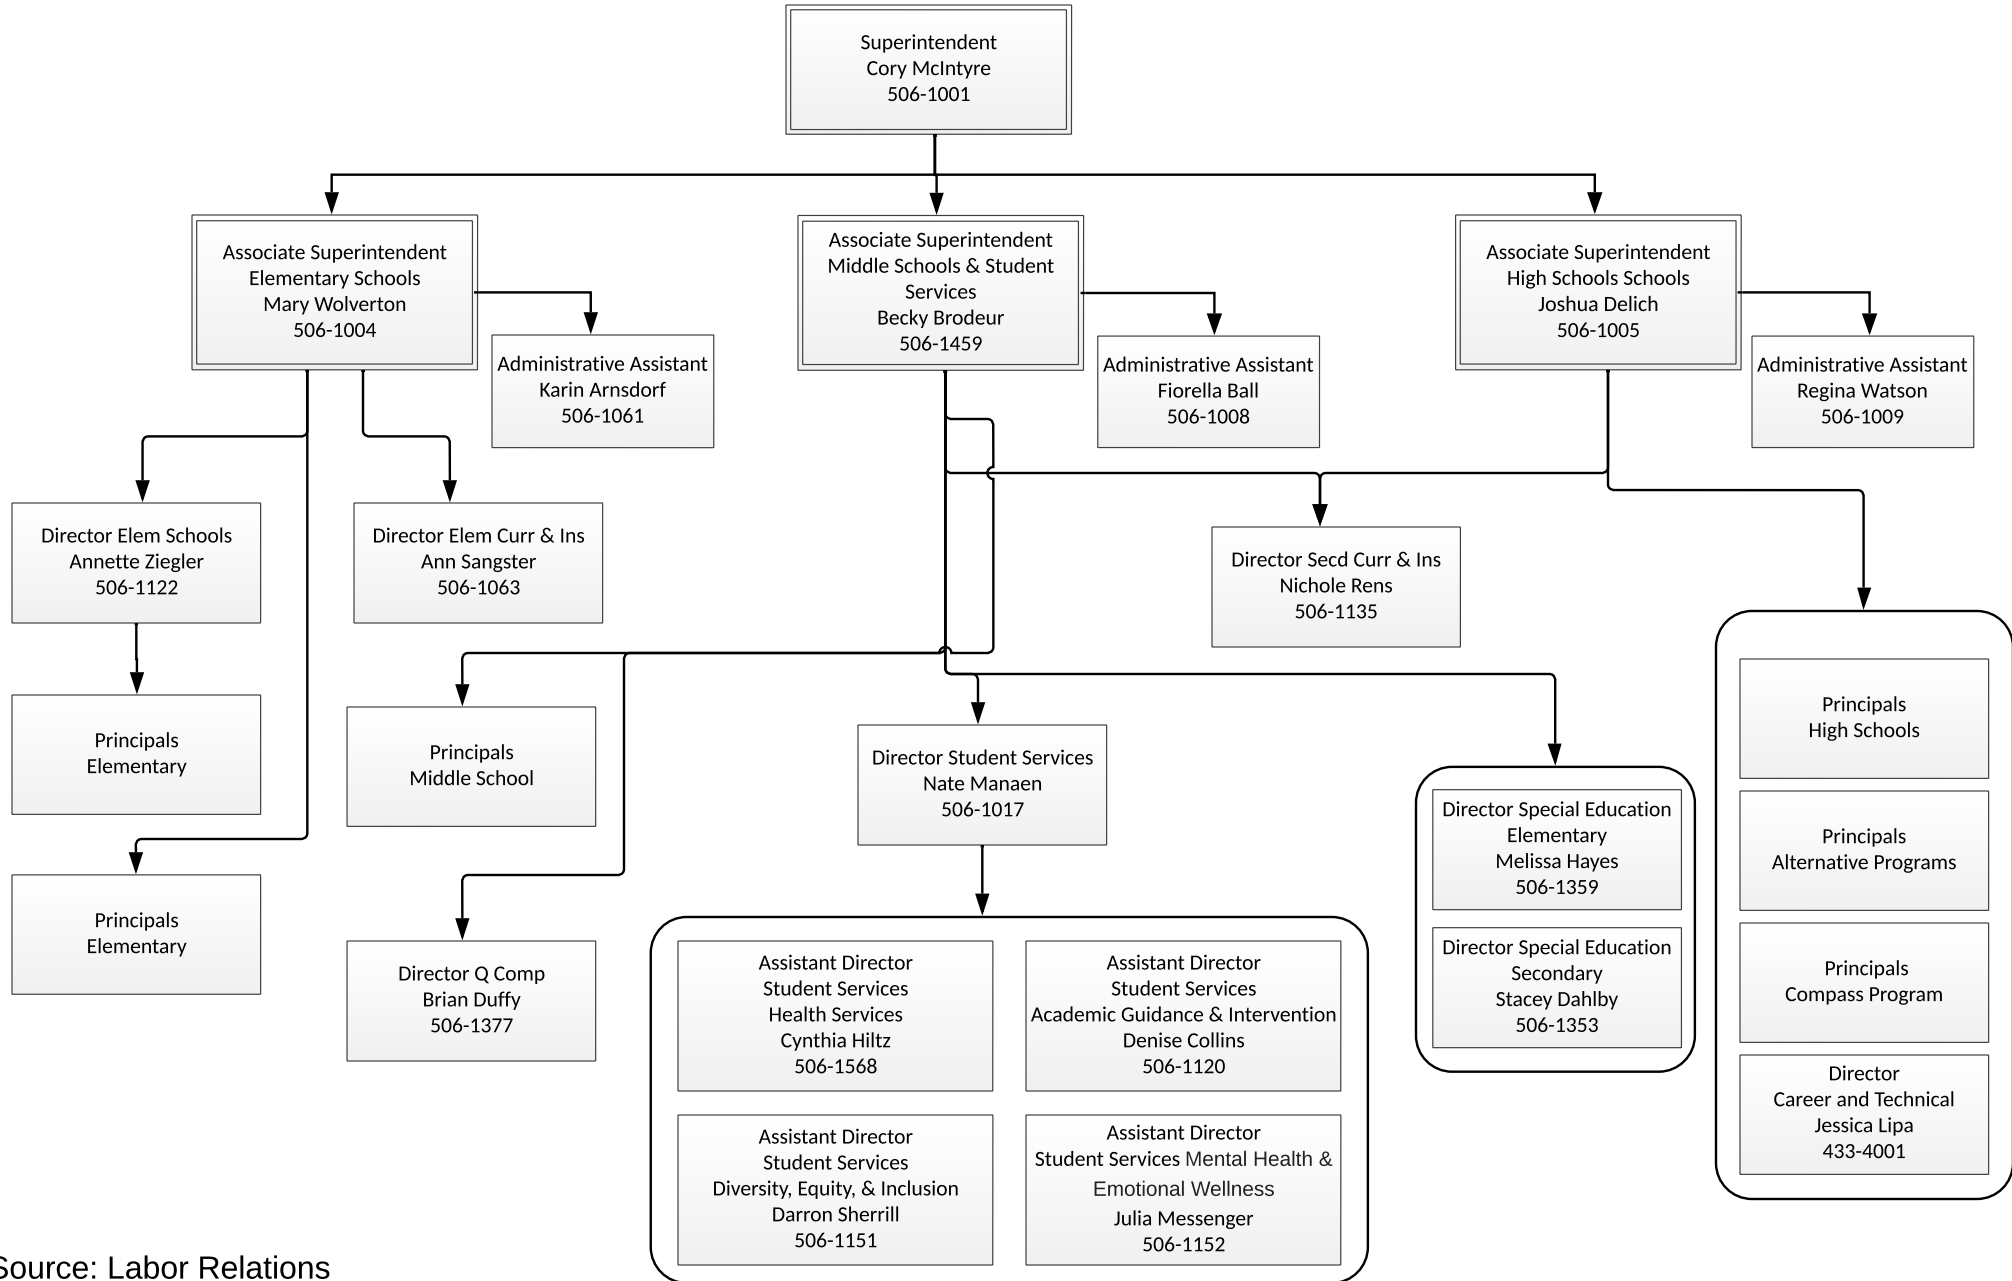 Superintendent
Cory McIntyre
506-1001
Associate Superintendent
Elementary Schools
Mary Wolverton
506-1004
Administrative Assistant
Karin Arnsdorf
506-1061
Associate Superintendent
Middle Schools & Student
Services
Becky Brodeur
506-1459
Administrative Assistant
Fiorella Ball
506-1008
Associate Superintendent
High Schools Schools
Joshua Delich
506-1005
Administrative Assistant
Regina Watson
506-1009
Director Elem Schools
Annette Ziegler
506-1122
Director Elem Curr & Ins
Ann Sangster
506-1063
Director Secd Curr & Ins
Nichole Rens
506-1135
Principals
Elementary
Principals
Middle School
Director Student Services
Nate Manaen
506-1017
Principals
Elementary
Director Q Comp
Brian Duffy
506-1377
Assistant Director
Student Services
Health Services
Cynthia Hiltz
506-1568
Assistant Director
Student Services
Academic Guidance & Intervention
Denise Collins
506-1120
Assistant Director
Student Services
Diversity, Equity, & Inclusion
Darron Sherrill
506-1151
Assistant Director
Student Services Mental Health &
Emotional Wellness
Julia Messenger
506-1152
Director Special Education
Elementary
Melissa Hayes
506-1359
Director Special Education
Secondary
Stacey Dahlby
506-1353
Principals
High Schools
Principals
Alternative Programs
Principals
Compass Program
Director
Career and Technical
Jessica Lipa
433-4001
Source: Labor Relations